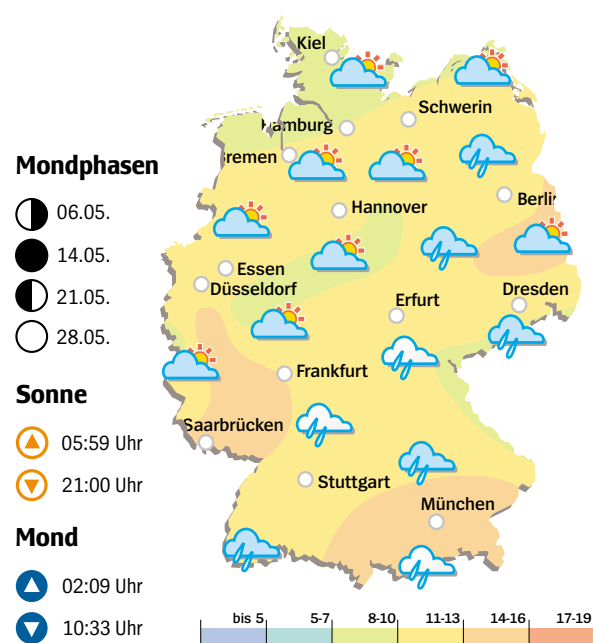 Kiel
Schwerin
Hamburg
Bremen
Berlin
Hannover
Essen
Düsseldorf
Erfurt
Dresden
Frankfurt
Saarbrücken
Stuttgart
München
Mondphasen
06.05.
14.05.
21.05.
28.05.
Sonne
05:59 Uhr
21:00 Uhr
Mond
02:09 Uhr
10:33 Uhr
bis 5 5-7 8-10 11-13 14-16 17-19